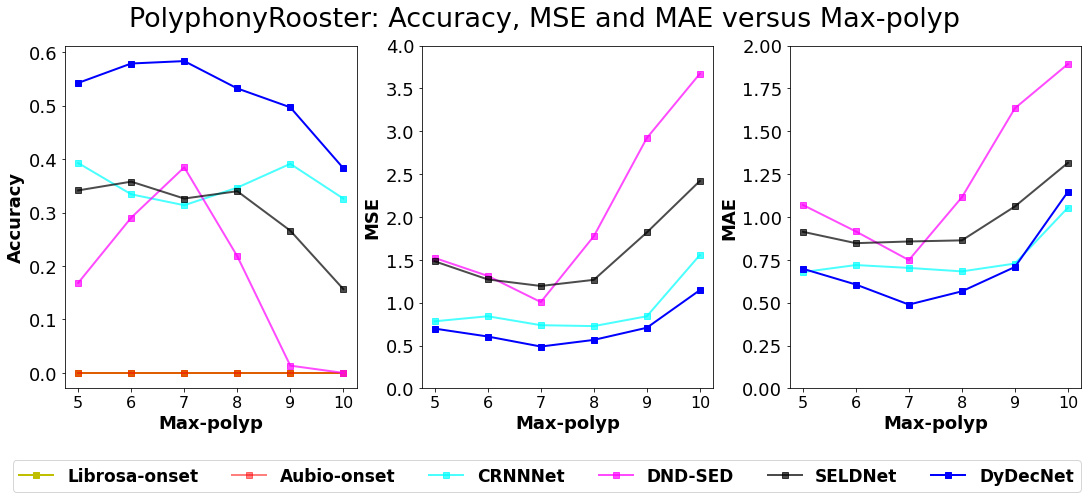 PolyphonyRooster: Accuracy, MSE and MAE versus Max-polyp
Accuracy
0.6
0.5
0.4
0.3
0.2
0.1
0.0
5 6 7 8 9 10
Max-polyp
MSE
4.0
3.5
3.0
2.5
2.0
1.5
1.0
0.5
0.0
5 6 7 8 9 10
Max-polyp
MAE
2.00
1.75
1.50
1.25
1.00
0.75
0.50
0.25
0.00
5 6 7 8 9 10
Max-polyp
Librosa-onset Aubio-onset CRNNNet DND-SED SELDNet DyDecNet